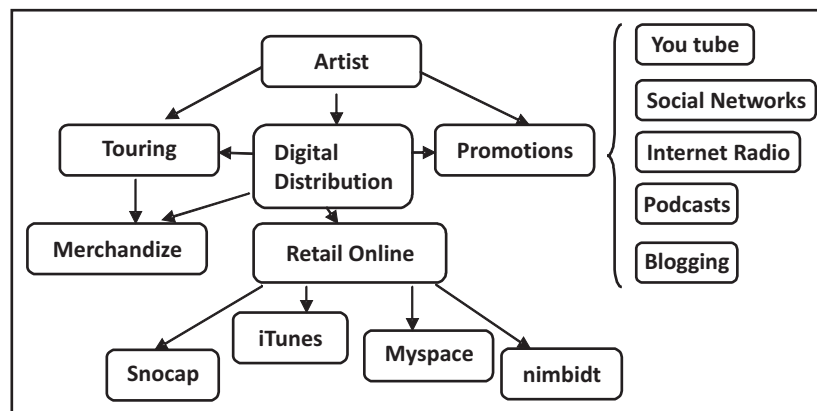 Artist
Touring
Digital
Distribution
Promotions
Merchandize
Retail Online
Snocap
iTunes
Myspace
nimbidt
You tube
Social Networks
Internet Radio
Podcasts
Blogging